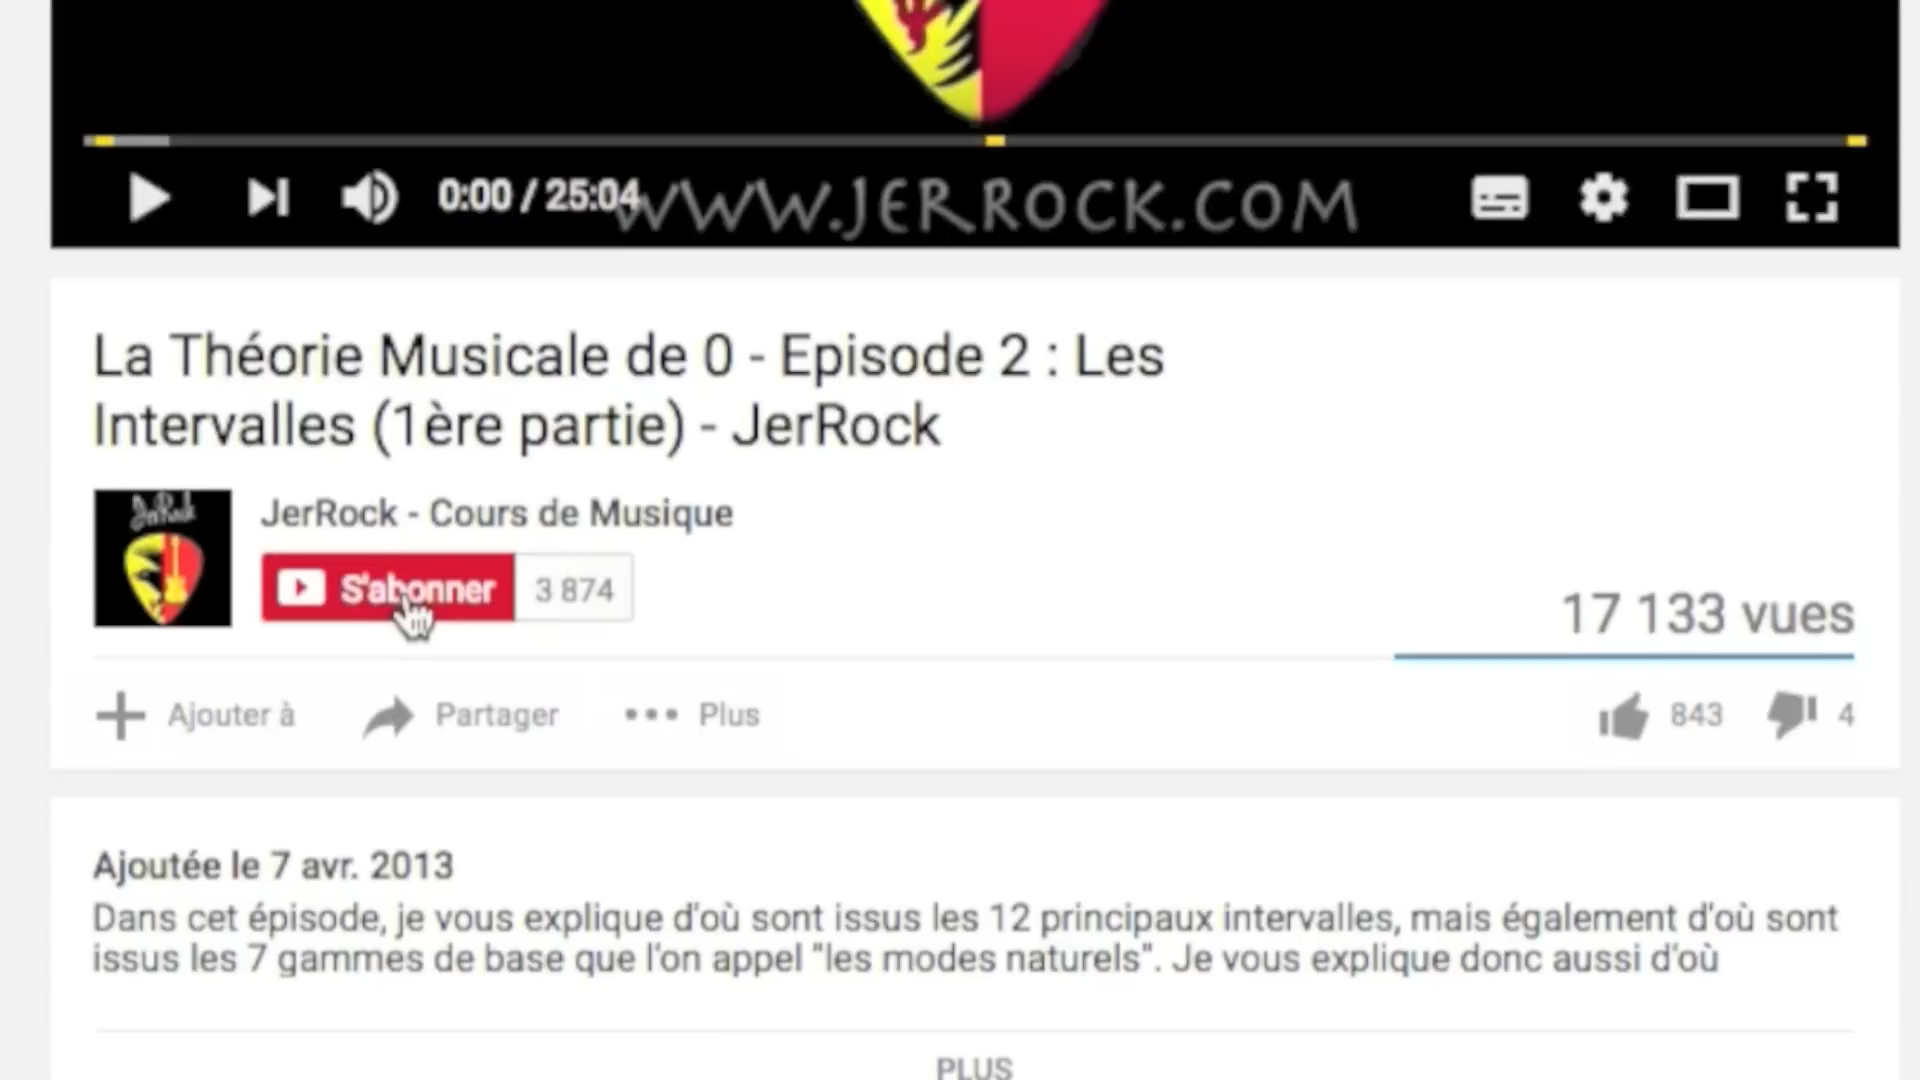 0:00 / 25:04
WWW.JERROCK.COM
La Théorie Musicale de 0 - Episode 2 : Les
Intervalles (1ère partie) - JerRock
JerRock
JerRock - Cours de Musique
S'abonner 3 874
17 133 vues
Ajouter à Partager Plus 843 4
Ajoutée le 7 avr. 2013
Dans cet épisode, je vous explique d'où sont issus les 12 principaux intervalles, mais également d'où sont
issus les 7 gammes de base que l'on appel "les modes naturels". Je vous explique donc aussi d'où
PLUS